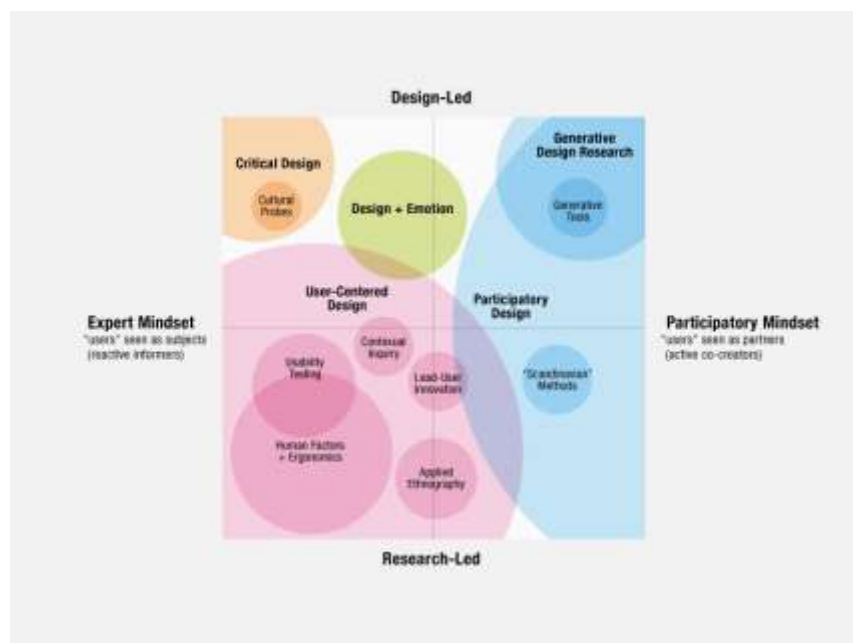 Design-Led
Generative
Design Research
Critical Design
Cultural
Probes
Design + Emotion
Generative
Tools
User-Centered
Design
Participatory
Design
Expert Mindset
"users" seen as subjects
(reactive informers)
Participatory Mindset
"users" seen as partners
(active co-creators)
Contextual
Inquiry
Usability
Testing
Lead-User
Innovation
"Scandinavian"
Methods
Human Factors
+ Ergonomics
Applied
Ethnography
Research-Led